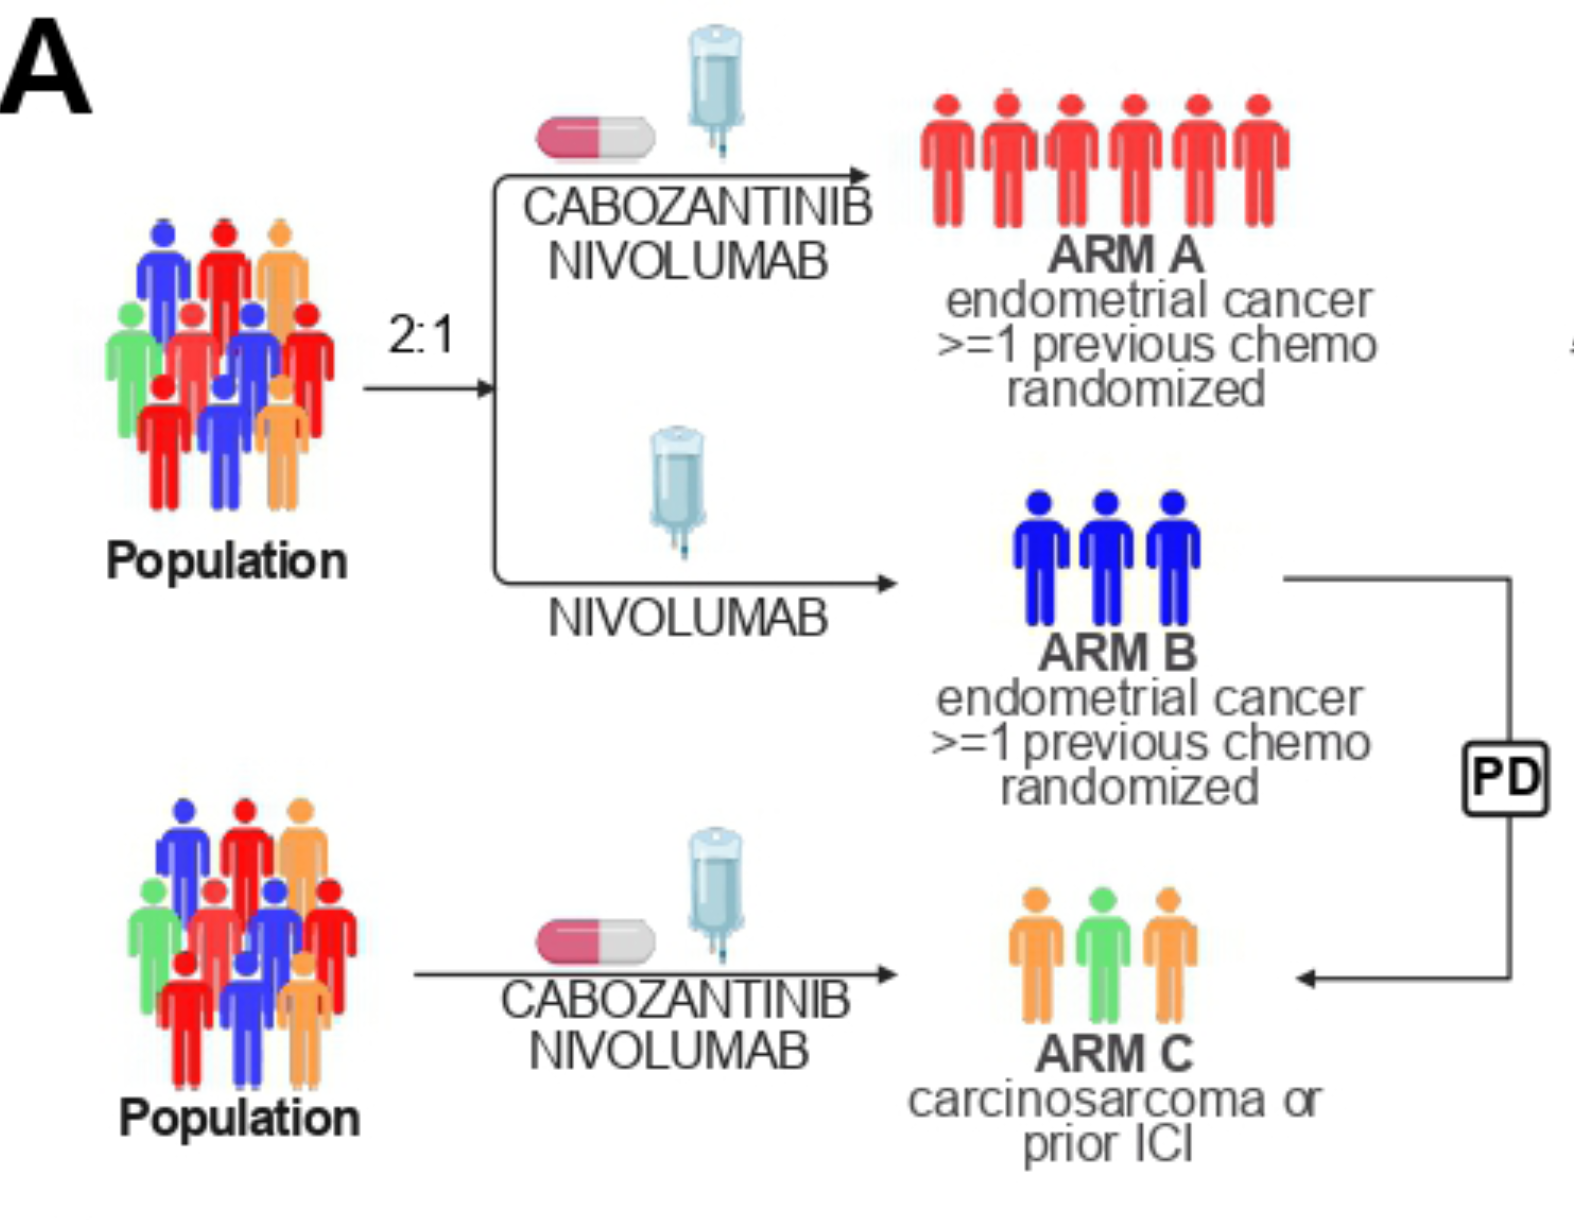 A
CABOZANTINIB
NIVOLUMAB
ARM A
endometrial cancer
>=1 previous chemo
randomized
2:1
Population
NIVOLUMAB
ARM B
endometrial cancer
>=1 previous chemo
randomized
PD
CABOZANTINIB
NIVOLUMAB
ARM C
carcinosarcoma or
prior ICI
Population